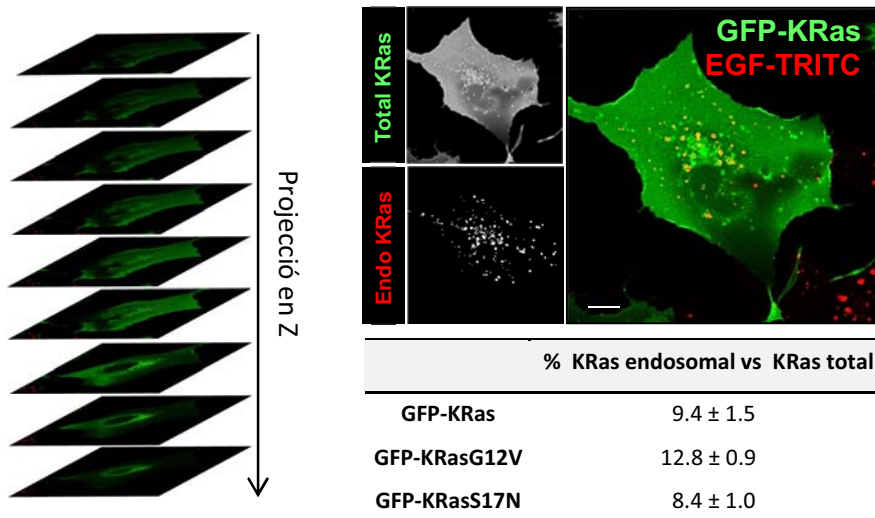 Projecció en Z
Total KRas
Endo KRas
GFP-KRas
EGF-TRITC
% KRas endosomal vs KRas total
GFP-KRas 9.4 ± 1.5
GFP-KRasG12V 12.8 ± 0.9
GFP-KRasS17N 8.4 ± 1.0